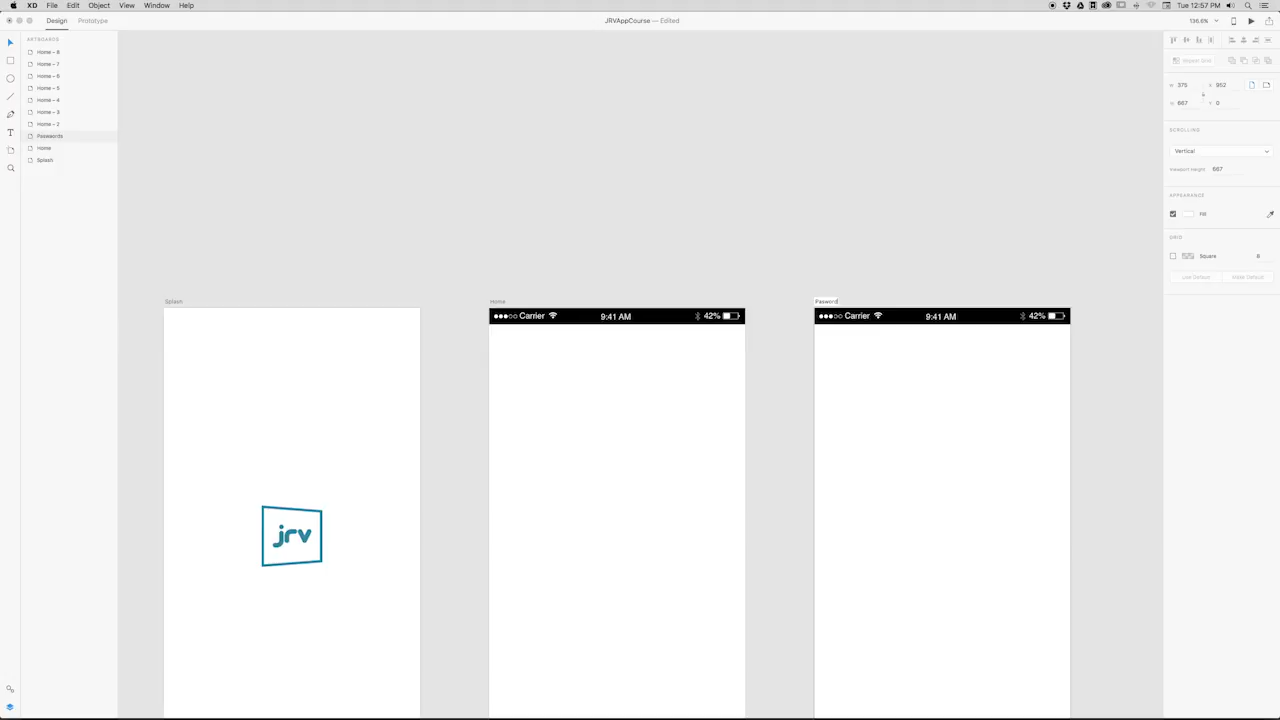 XD File Edit Object View Window Help
Tue 12:57 PM
Design Prototype
JRVAppCourse — Edited
136.6%
ARTBOARDS
Home – 8
Home – 7
Home – 6
Home – 5
Home – 4
Home – 3
Home – 2
Paswaords
Home
Splash
Splash
Home
Pasword
●●●○○ Carrier 9:41 AM 42%
●●●○○ Carrier 9:41 AM 42%
jrv
Repeat Grid
W 375 X 952
H 667 Y 0
SCROLLING
Vertical
Viewport Height 667
APPEARANCE
Fill
GRID
Square 8
Use Default Make Default